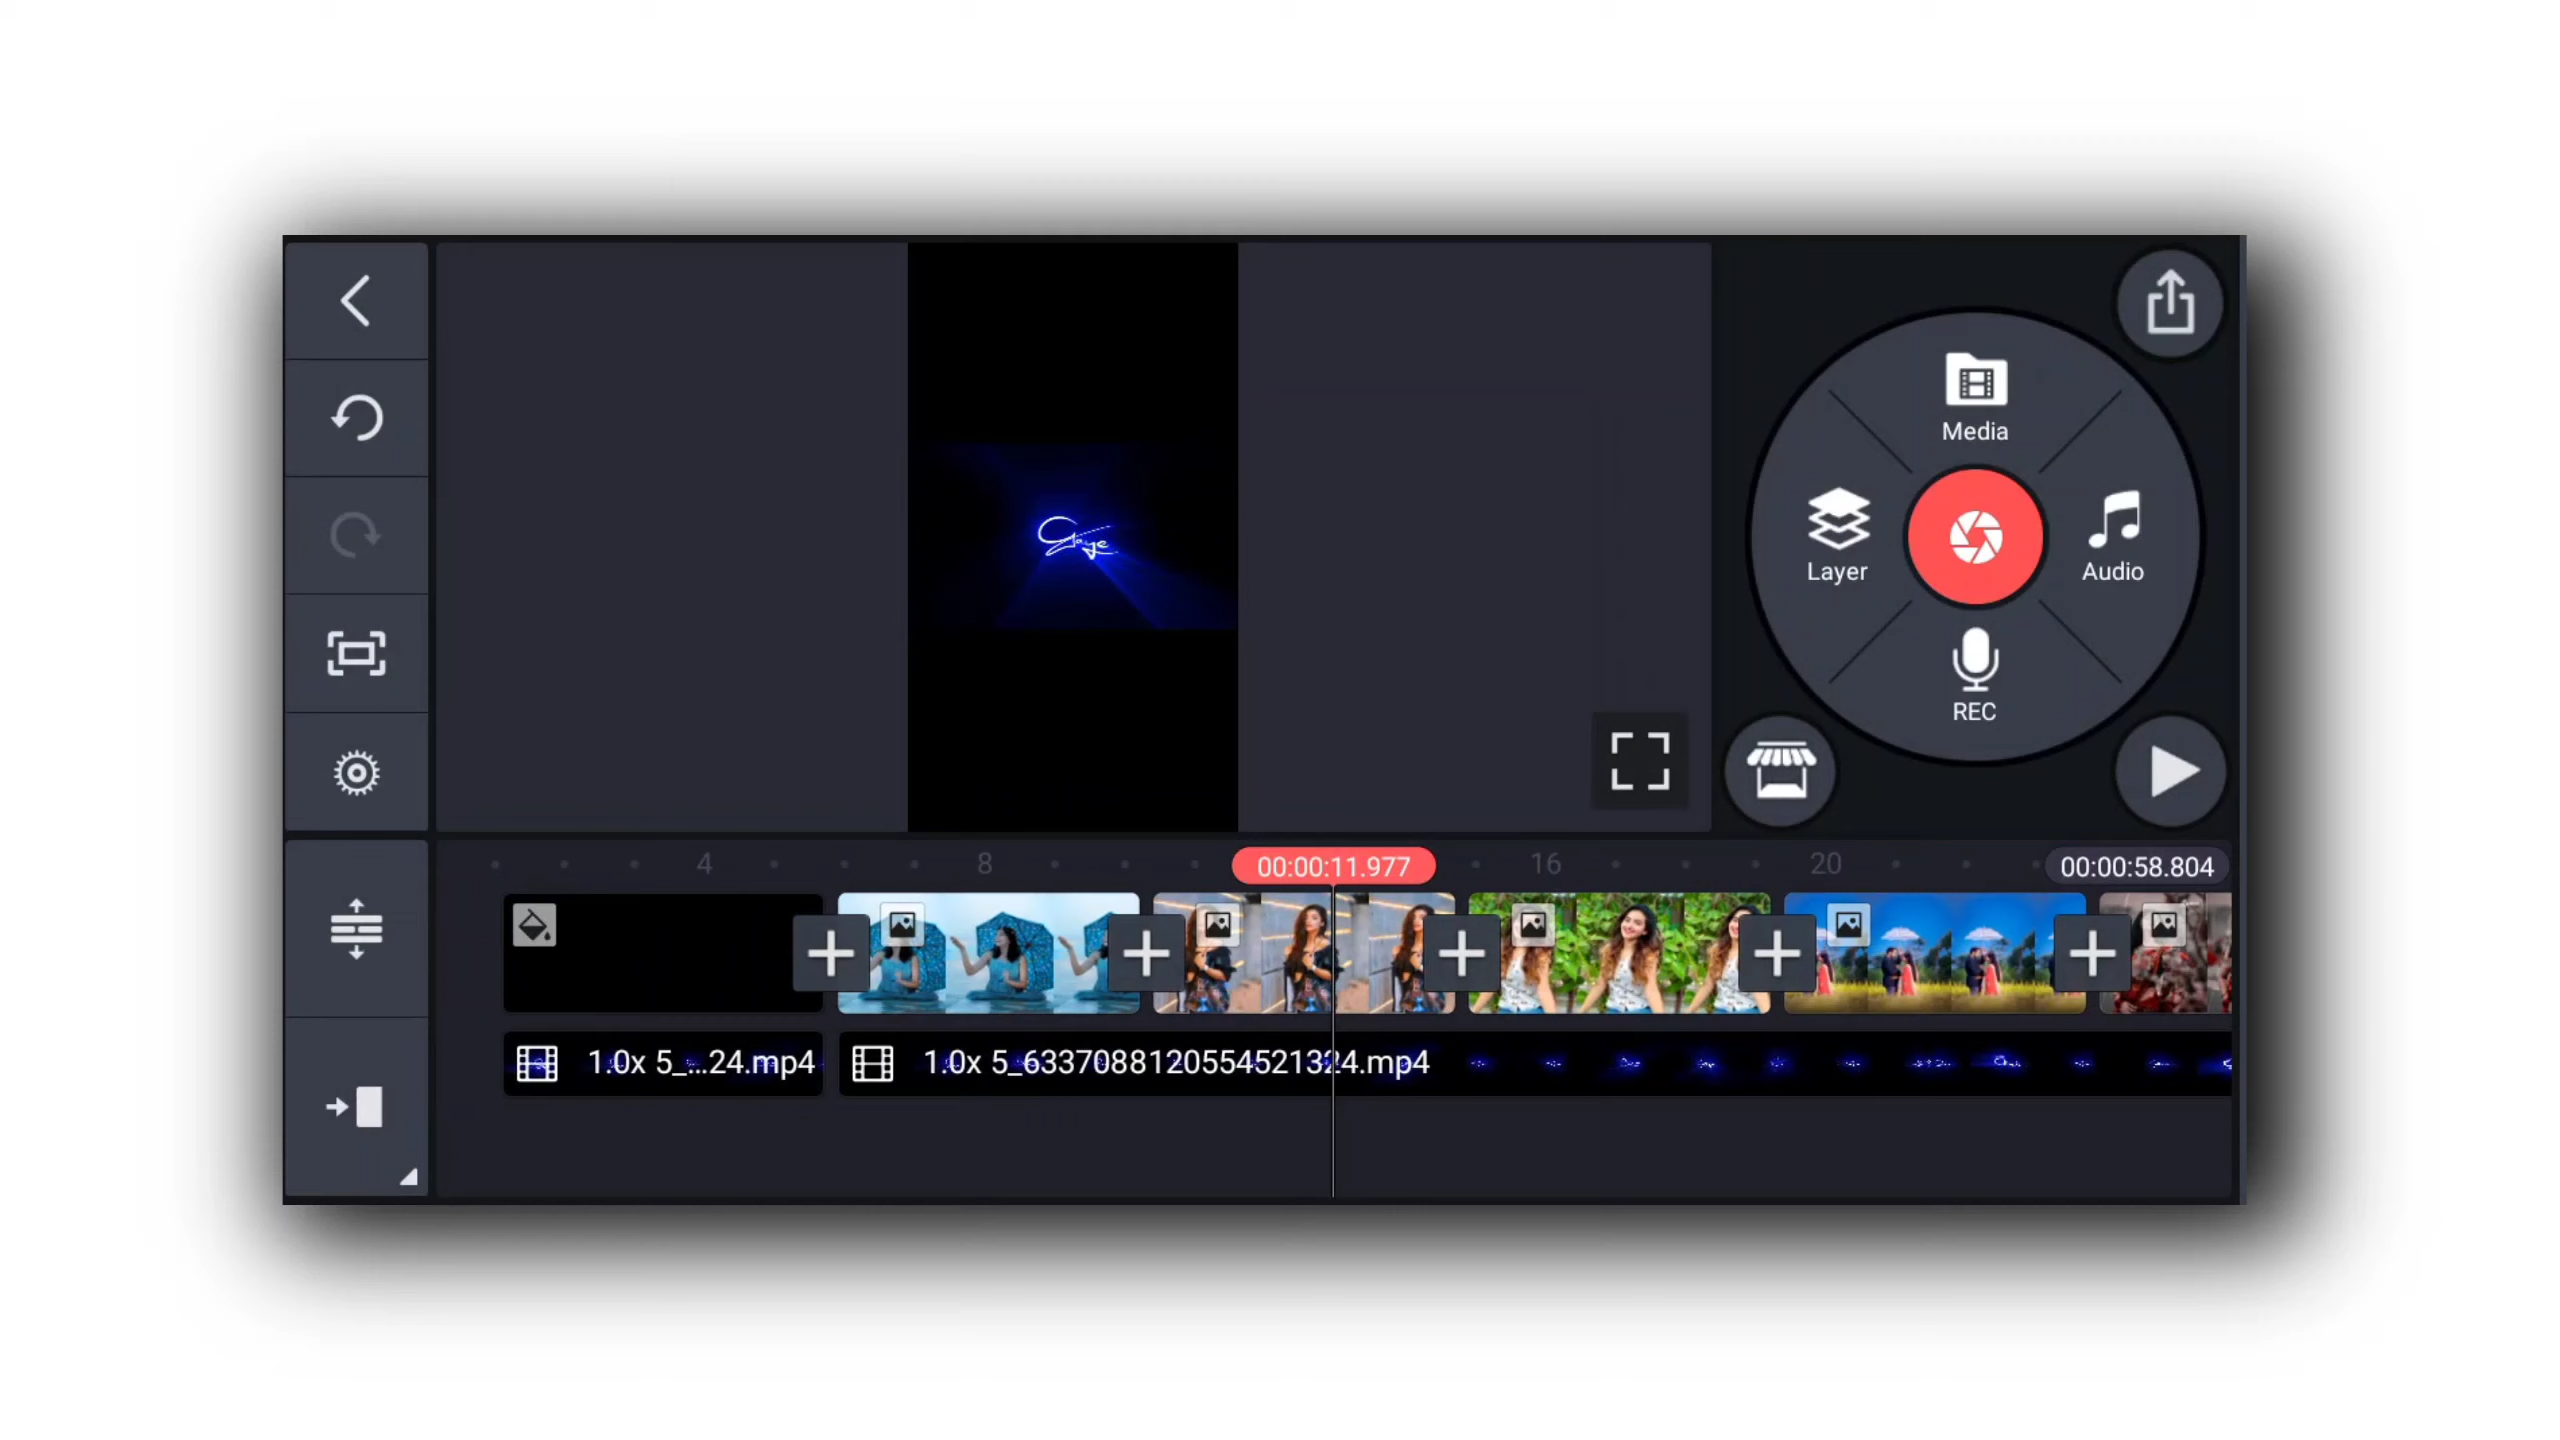 Media
Layer
Audio
REC
4
8
00:00:11.977
16
20
00:00:58.804
1.0x 5_...24.mp4
1.0x 5_6337088120554521324.mp4